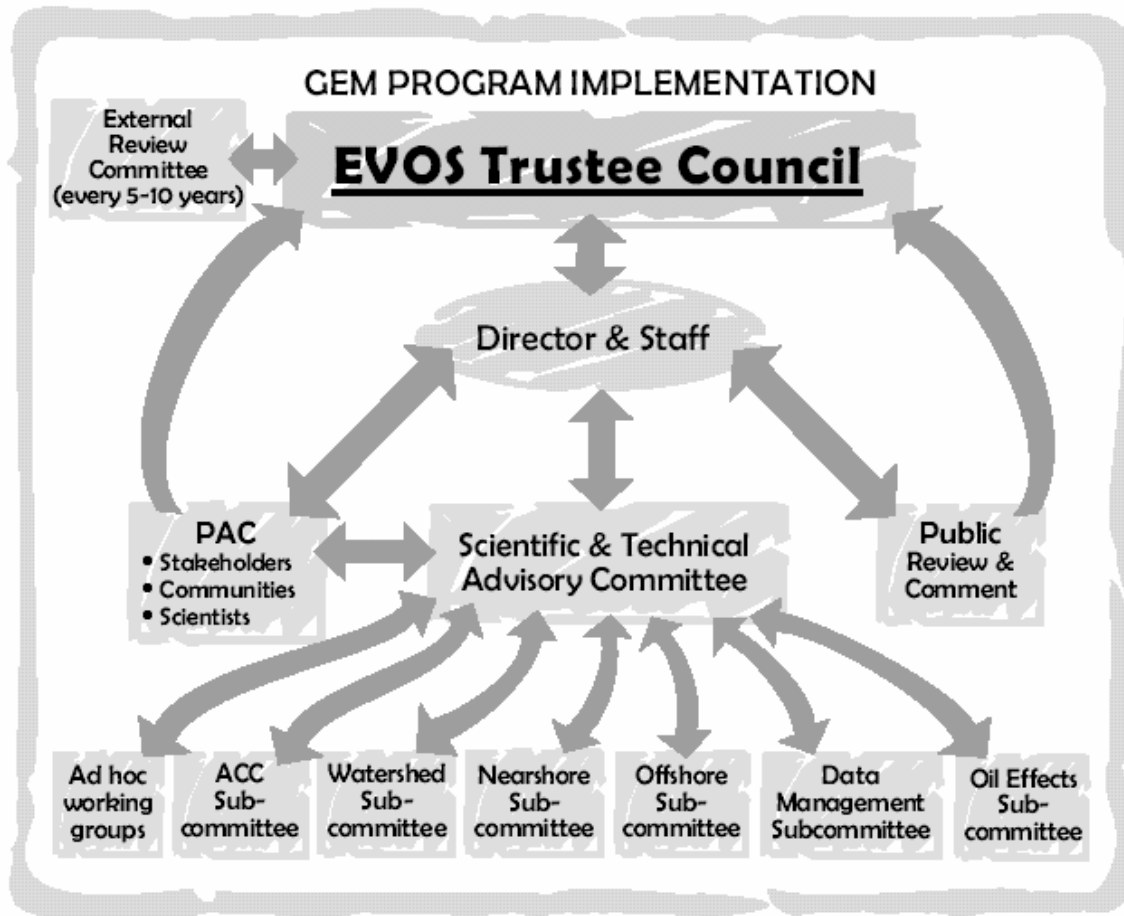 GEM PROGRAM IMPLEMENTATION
External
Review
Committee
(every 5-10 years)
EVOS Trustee Council
Director & Staff
PAC
• Stakeholders
• Communities
• Scientists
Scientific & Technical
Advisory Committee
Public
Review &
Comment
Ad hoc
working
groups
ACC
Sub-
committee
Watershed
Sub-
committee
Nearshore
Sub-
committee
Offshore
Sub-
committee
Data
Management
Subcommittee
Oil Effects
Sub-
committee